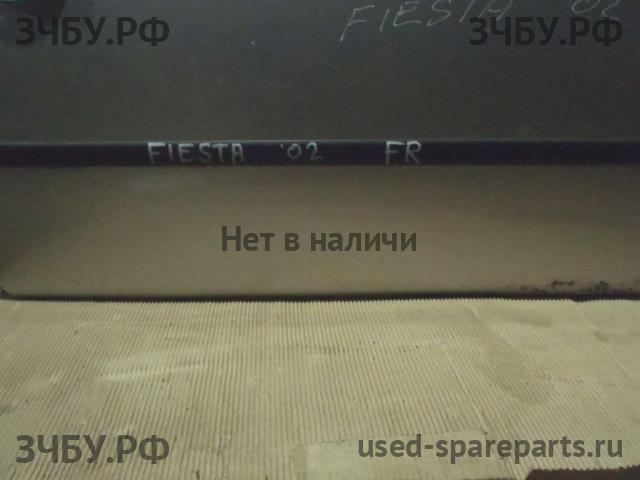 FIESTA 02
ЗЧБУ.РФ ЗЧБУ.РФ
FIESTA '02 FR
Нет в наличи
ЗЧБУ.РФ used-spareparts.ru